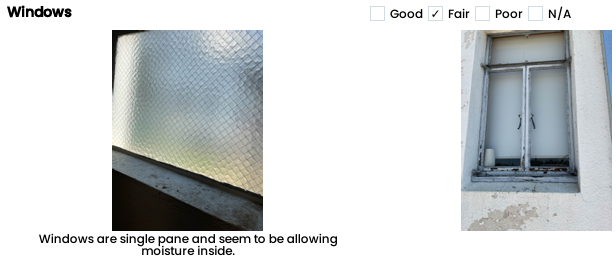 Windows
Good ✓ Fair Poor N/A
Windows are single pane and seem to be allowing
moisture inside.